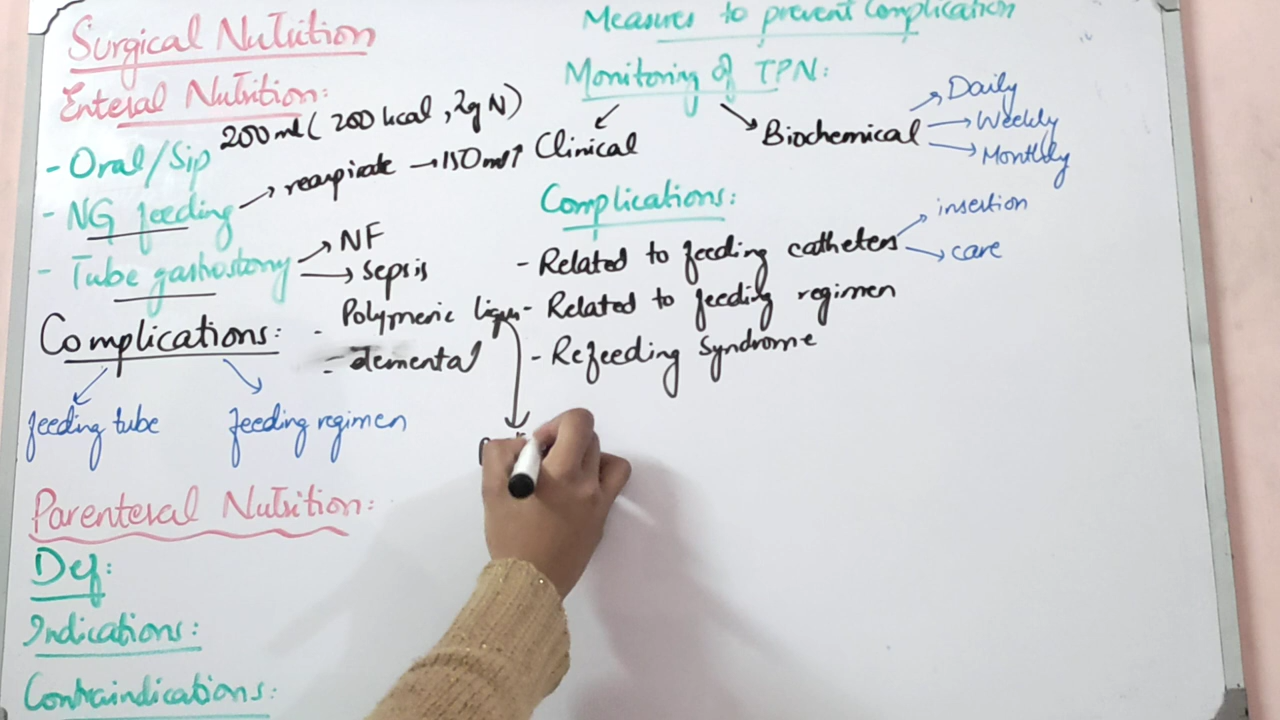 Surgical Nutrition
Enteral Nutrition:
- Oral/Sip 200ml (200 kcal, 2g N)
- NG feeding → reaspirate → 150ml↑
- Tube gastrostomy → NF
→ Sepsis
- Polymeric
- elemental
Complications:
feeding tube
feeding regimen
Parenteral Nutrition:
Def:
Indications:
Contraindications:
Measures to prevent Complication
Monitoring of TPN:
Clinical
Biochemical → Daily
→ Weekly
→ Monthly
Complications:
- Related to feeding catheters → insertion
→ care
- Related to feeding regimen
- Refeeding Syndrome